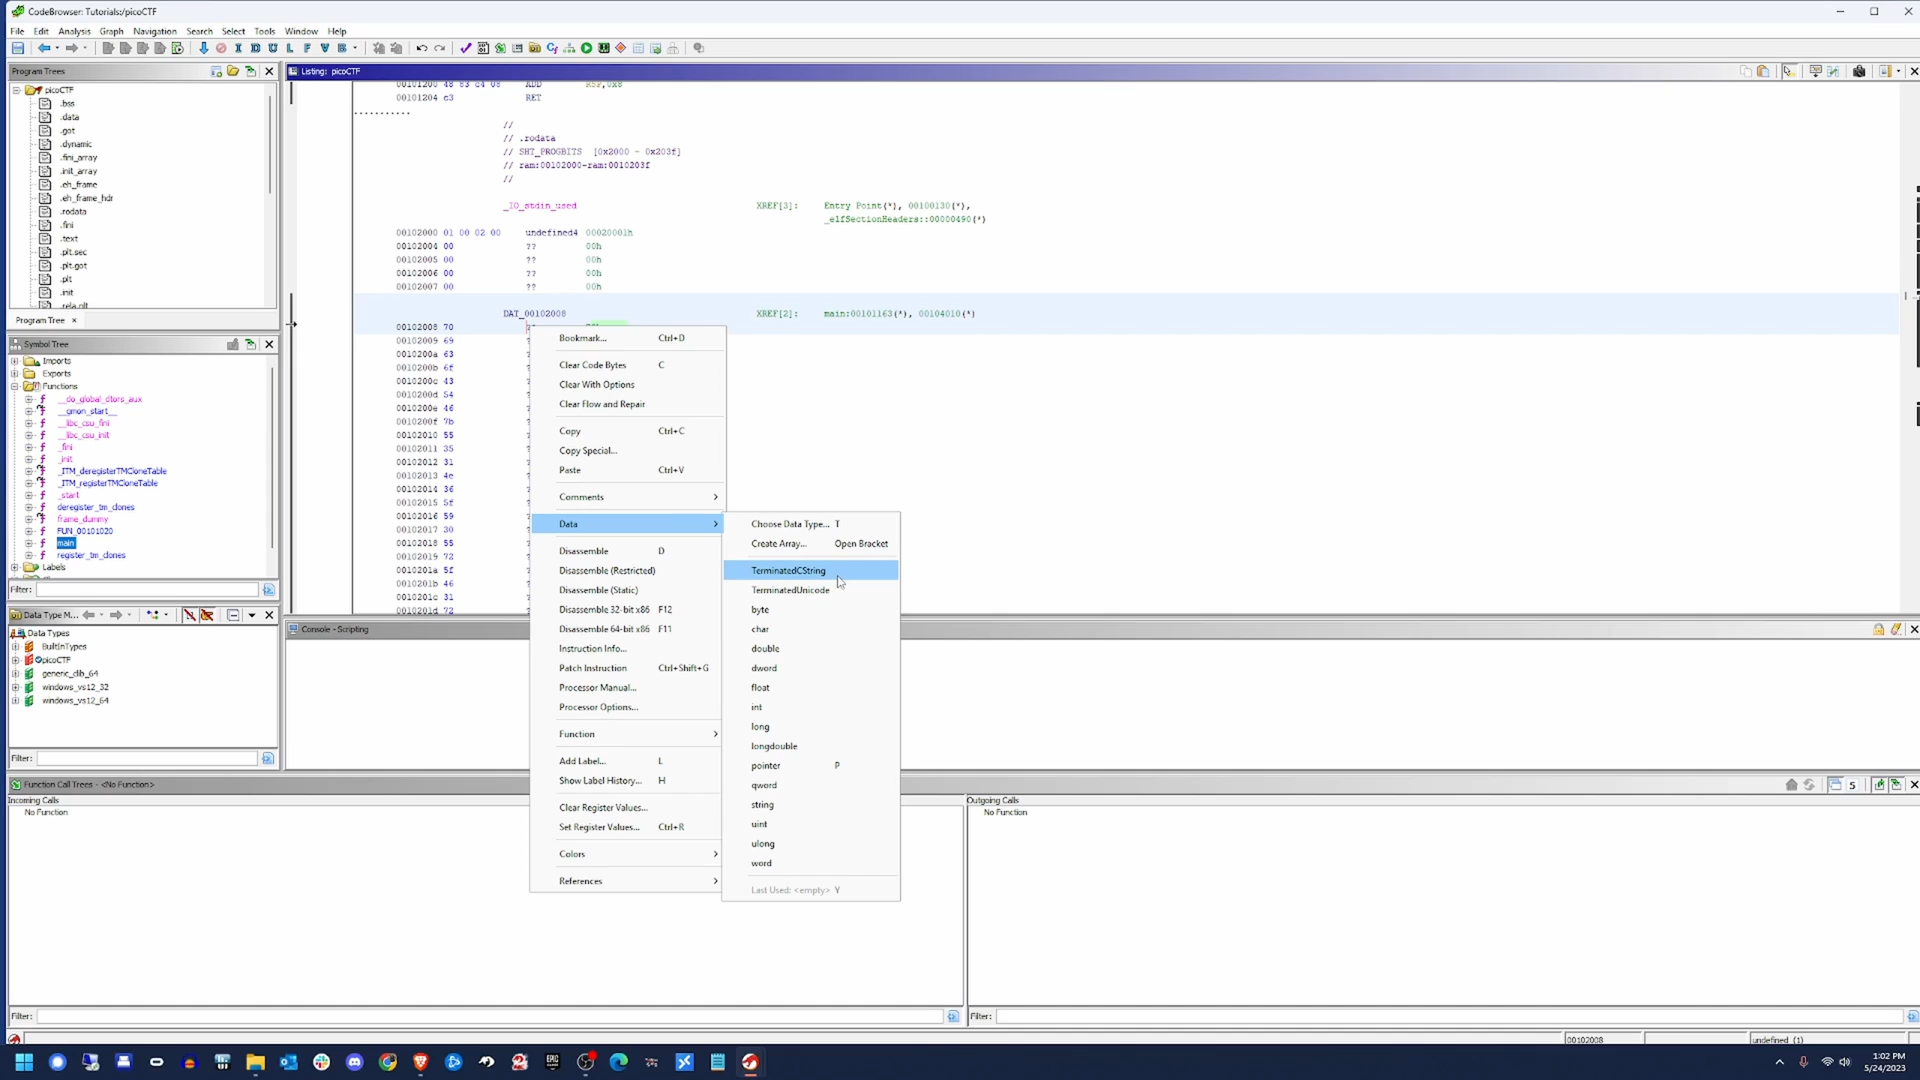 CodeBrowser: Tutorials:/picoCTF
File Edit Analysis Graph Navigation Search Select Tools Window Help
I D U L F V B
Program Trees
picoCTF
.bss
.data
.got
.dynamic
.fini_array
.init_array
.eh_frame
.eh_frame_hdr
.rodata
.fini
.text
.plt.sec
.plt.got
.plt
.init
.rela.plt
Program Tree ×
Symbol Tree
Imports
Exports
Functions
__do_global_dtors_aux
__gmon_start__
__libc_csu_fini
__libc_csu_init
_fini
_init
_ITM_deregisterTMCloneTable
_ITM_registerTMCloneTable
_start
deregister_tm_clones
frame_dummy
FUN_00101020
main
register_tm_clones
Labels
Filter:
Data Type M...
Data Types
BuiltInTypes
picoCTF
generic_clib_64
windows_vs12_32
windows_vs12_64
Filter:
Listing: picoCTF
00101200 48 83 c4 08 ADD RSP,0x8
00101204 c3 RET
//
// .rodata
// SHT_PROGBITS [0x2000 - 0x203f]
// ram:00102000-ram:0010203f
//
_IO_stdin_used XREF[3]: Entry Point(*), 00100130(*),
_elfSectionHeaders::00000490(*)
00102000 01 00 02 00 undefined4 00020001h
00102004 00 ?? 00h
00102005 00 ?? 00h
00102006 00 ?? 00h
00102007 00 ?? 00h
DAT_00102008 XREF[2]: main:00101163(*), 00104010(*)
00102008 70
00102009 69 ?
0010200a 63 ?
0010200b 6f ?
0010200c 43 ?
0010200d 54 ?
0010200e 46 ?
0010200f 7b ?
00102010 55 ?
00102011 35 ?
00102012 31 ?
00102013 4e ?
00102014 36 ?
00102015 5f ?
00102016 59 ?
00102017 30 ?
00102018 55 ?
00102019 72 ?
0010201a 5f ?
0010201b 46 ?
0010201c 31 ?
0010201d 72 ?
Bookmark... Ctrl+D
Clear Code Bytes C
Clear With Options
Clear Flow and Repair
Copy Ctrl+C
Copy Special...
Paste Ctrl+V
Comments
Data
Disassemble D
Disassemble (Restricted)
Disassemble (Static)
Disassemble 32-bit x86 F12
Disassemble 64-bit x86 F11
Instruction Info...
Patch Instruction Ctrl+Shift+G
Processor Manual...
Processor Options...
Function
Add Label... L
Show Label History... H
Clear Register Values...
Set Register Values... Ctrl+R
Colors
References
Choose Data Type... T
Create Array... Open Bracket
TerminatedCString
TerminatedUnicode
byte
char
double
dword
float
int
long
longdouble
pointer P
qword
string
uint
ulong
word
Last Used: <empty> Y
Console - Scripting
Function Call Trees - <No Function>
S
Incoming Calls
No Function
Outgoing Calls
No Function
Filter:
Filter:
00102008
undefined (1)
1:02 PM
5/24/2023